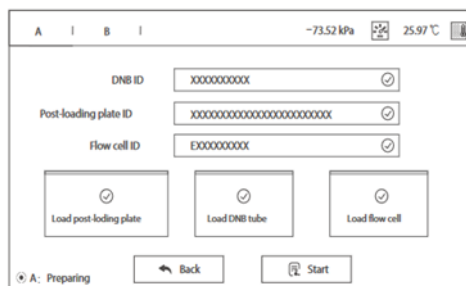 A | B | -73.52 kPa 25.97 ℃
DNB ID XXXXXXXXXX
Post-loading plate ID XXXXXXXXXXXXXXXXXXXXXXXXX
Flow cell ID EXXXXXXXXX
Load post-loding plate Load DNB tube Load flow cell
Back Start
A: Preparing